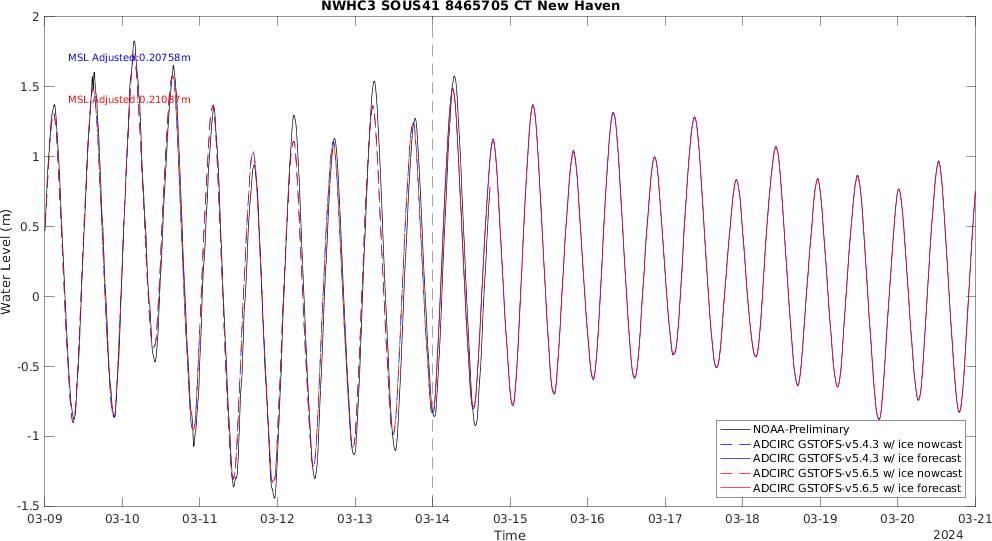 NWHC3 SOUS41 8465705 CT New Haven
MSL Adjusted:0.20758m
MSL Adjusted:0.21037m
Water Level (m)
2
1.5
1
0.5
0
-0.5
-1
-1.5
03-09 03-10 03-11 03-12 03-13 03-14 03-15 03-16 03-17 03-18 03-19 03-20 03-21
Time
2024
NOAA-Preliminary
ADCIRC GSTOFS-v5.4.3 w/ ice nowcast
ADCIRC GSTOFS-v5.4.3 w/ ice forecast
ADCIRC GSTOFS-v5.6.5 w/ ice nowcast
ADCIRC GSTOFS-v5.6.5 w/ ice forecast